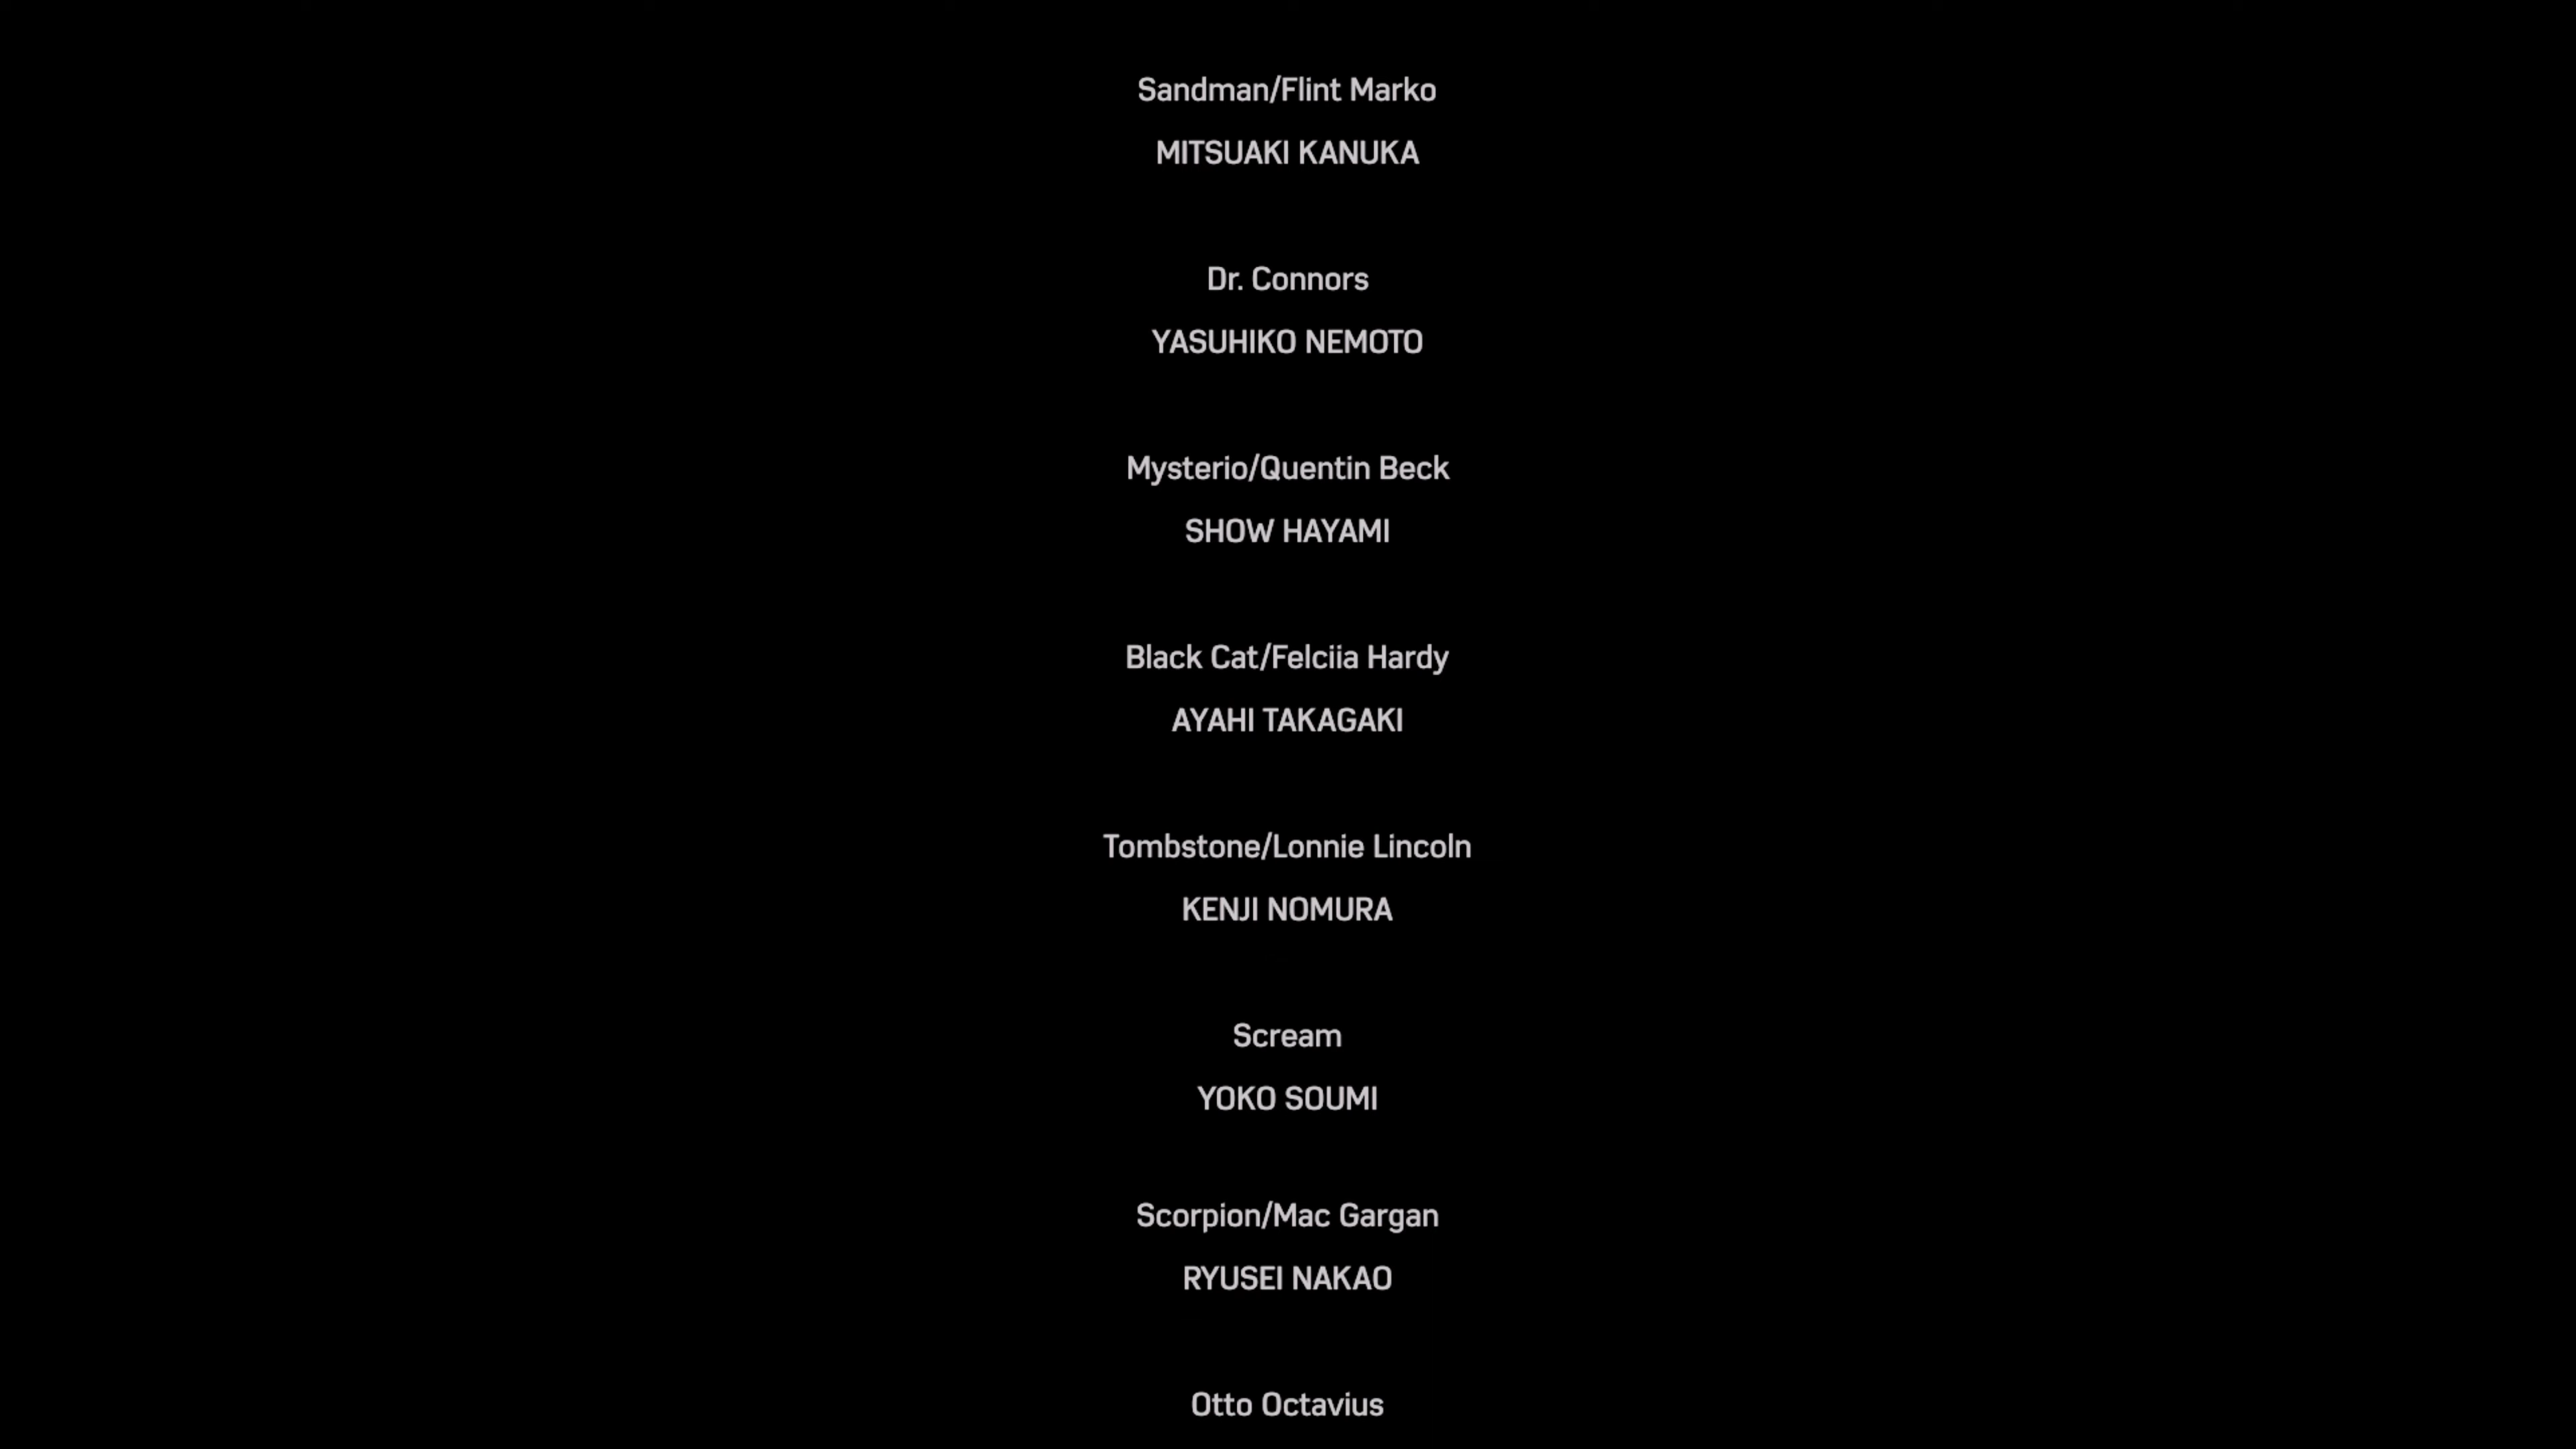 Sandman/Flint Marko
MITSUAKI KANUKA
Dr. Connors
YASUHIKO NEMOTO
Mysterio/Quentin Beck
SHOW HAYAMI
Black Cat/Felciia Hardy
AYAHI TAKAGAKI
Tombstone/Lonnie Lincoln
KENJI NOMURA
Scream
YOKO SOUMI
Scorpion/Mac Gargan
RYUSEI NAKAO
Otto Octavius